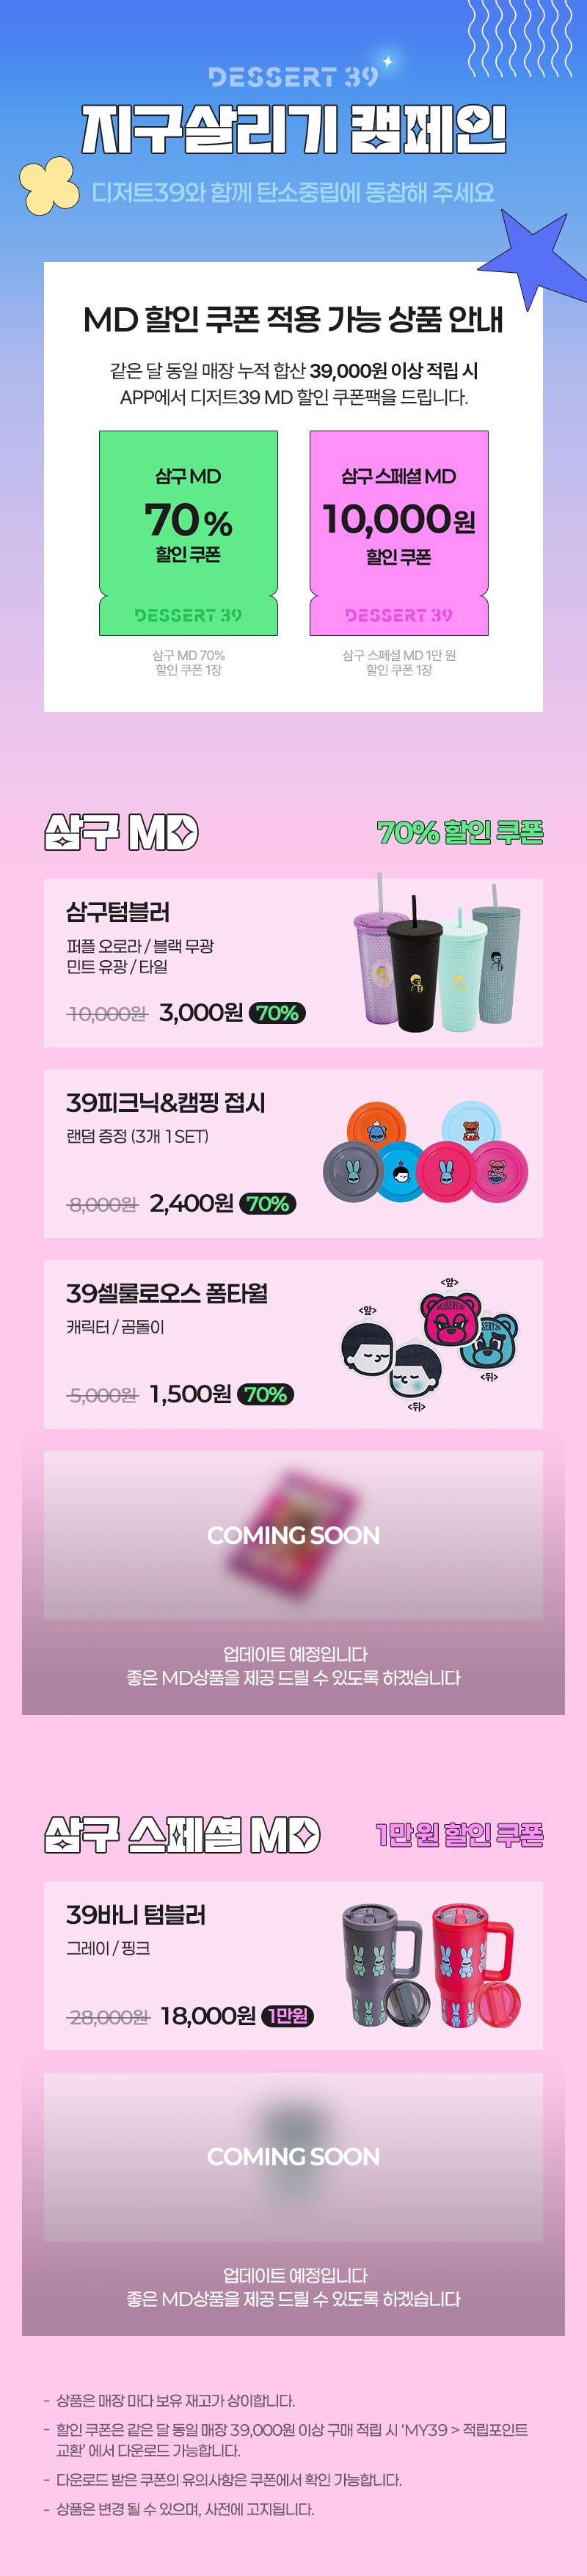 DESSERT 39
지구살리기 캠페인
디저트39와 함께 탄소중립에 동참해 주세요
MD 할인 쿠폰 적용 가능 상품 안내
같은 달 동일 매장 누적 합산 39,000원 이상 적립 시
APP에서 디저트39 MD 할인 쿠폰팩을 드립니다.
삼구 MD
70%
할인 쿠폰
DESSERT 39
삼구 MD 70%
할인 쿠폰 1장
삼구 스페셜 MD
10,000원
할인 쿠폰
DESSERT 39
삼구 스페셜 MD 1만 원
할인 쿠폰 1장
삼구 MD
70% 할인 쿠폰
삼구텀블러
퍼플 오로라 / 블랙 무광
민트 유광 / 타일
10,000원 3,000원 70%
39피크닉&캠핑 접시
랜덤 증정 (3개 1 SET)
8,000원 2,400원 70%
39셀룰로오스 폼타월
캐릭터 / 곰돌이
5,000원 1,500원 70%
<앞>
<앞>
DESSERT39
<뒤>
<뒤>
COMING SOON
업데이트 예정입니다
좋은 MD상품을 제공 드릴 수 있도록 하겠습니다
삼구 스페셜 MD
1만원 할인 쿠폰
39바니 텀블러
그레이 / 핑크
28,000원 18,000원 1만원
COMING SOON
업데이트 예정입니다
좋은 MD상품을 제공 드릴 수 있도록 하겠습니다
- 상품은 매장 마다 보유 재고가 상이합니다.
- 할인 쿠폰은 같은 달 동일 매장 39,000원 이상 구매 적립 시 ‘MY39 > 적립포인트
교환’ 에서 다운로드 가능합니다.
- 다운로드 받은 쿠폰의 유의사항은 쿠폰에서 확인 가능합니다.
- 상품은 변경 될 수 있으며, 사전에 고지됩니다.